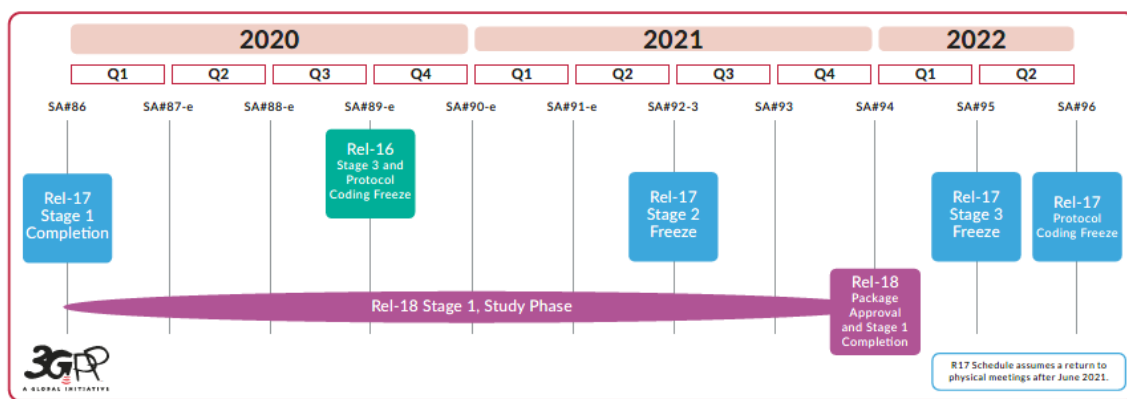 2020 2021 2022
Q1 Q2 Q3 Q4 Q1 Q2 Q3 Q4 Q1 Q2
SA#86 SA#87-e SA#88-e SA#89-e SA#90-e SA#91-e SA#92-3 SA#93 SA#94 SA#95 SA#96
Rel-16
Stage 3 and
Protocol
Coding Freeze
Rel-17
Stage 1
Completion
Rel-17
Stage 2
Freeze
Rel-17
Stage 3
Freeze
Rel-17
Protocol
Coding Freeze
Rel-18 Stage 1, Study Phase
Rel-18
Package
Approval
and Stage 1
Completion
3GPP
A GLOBAL INITIATIVE
R17 Schedule assumes a return to
physical meetings after June 2021.